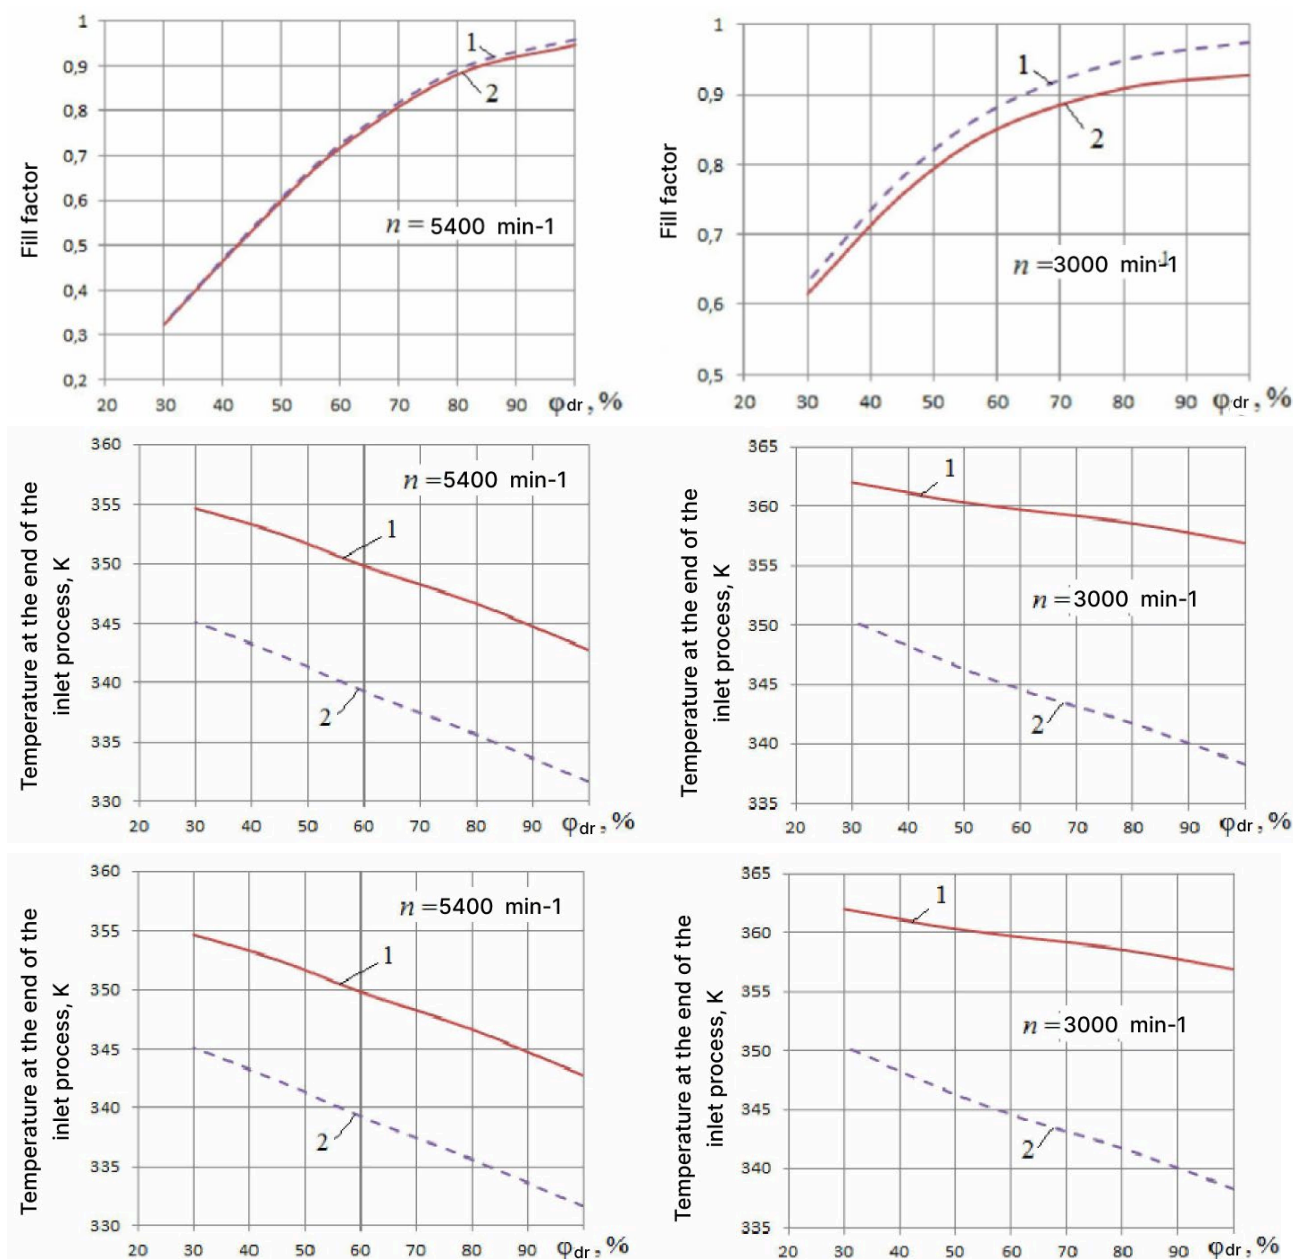 Fill factor
1
0,9
0,8
0,7
0,6
0,5
0,4
0,3
0,2
1
2
n = 5400 min-1
20 30 40 50 60 70 80 90 φdr, %
Fill factor
1
0,9
0,8
0,7
0,6
0,5
1
2
n =3000 min-1
20 30 40 50 60 70 80 90 φdr, %
Temperature at the end of the
inlet process, K
360
355
350
345
340
335
330
n =5400 min-1
1
2
20 30 40 50 60 70 80 90 φdr, %
Temperature at the end of the
inlet process, K
365
360
355
350
345
340
335
1
n =3000 min-1
2
20 30 40 50 60 70 80 90 φdr, %
Temperature at the end of the
inlet process, K
360
355
350
345
340
335
330
n =5400 min-1
1
2
20 30 40 50 60 70 80 90 φdr, %
Temperature at the end of the
inlet process, K
365
360
355
350
345
340
335
1
n =3000 min-1
2
20 30 40 50 60 70 80 90 φdr, %